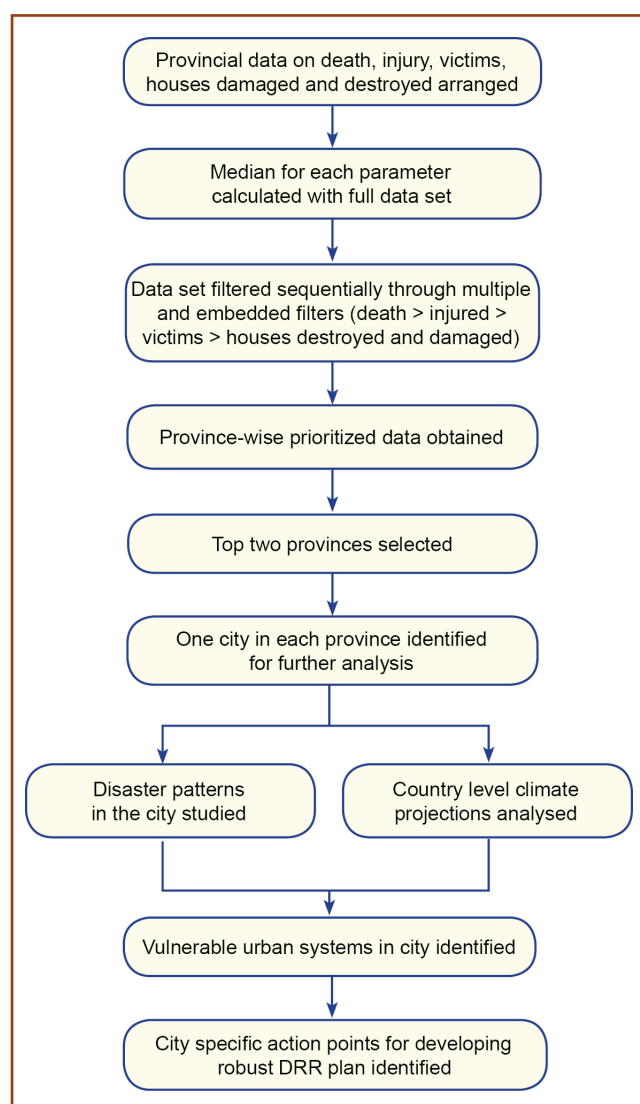 Provincial data on death, injury, victims,
houses damaged and destroyed arranged
Median for each parameter
calculated with full data set
Data set filtered sequentially through multiple
and embedded filters (death > injured >
victims > houses destroyed and damaged)
Province-wise prioritized data obtained
Top two provinces selected
One city in each province identified
for further analysis
Disaster patterns
in the city studied
Country level climate
projections analysed
Vulnerable urban systems in city identified
City specific action points for developing
robust DRR plan identified